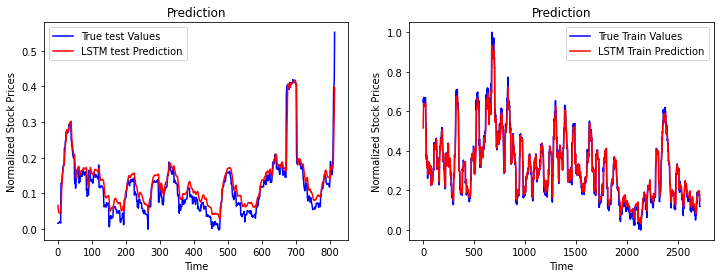 Prediction
True test Values
LSTM test Prediction
Normalized Stock Prices
0.5
0.4
0.3
0.2
0.1
0.0
0 100 200 300 400 500 600 700 800
Time
Prediction
True Train Values
LSTM Train Prediction
Normalized Stock Prices
1.0
0.8
0.6
0.4
0.2
0.0
0 500 1000 1500 2000 2500
Time